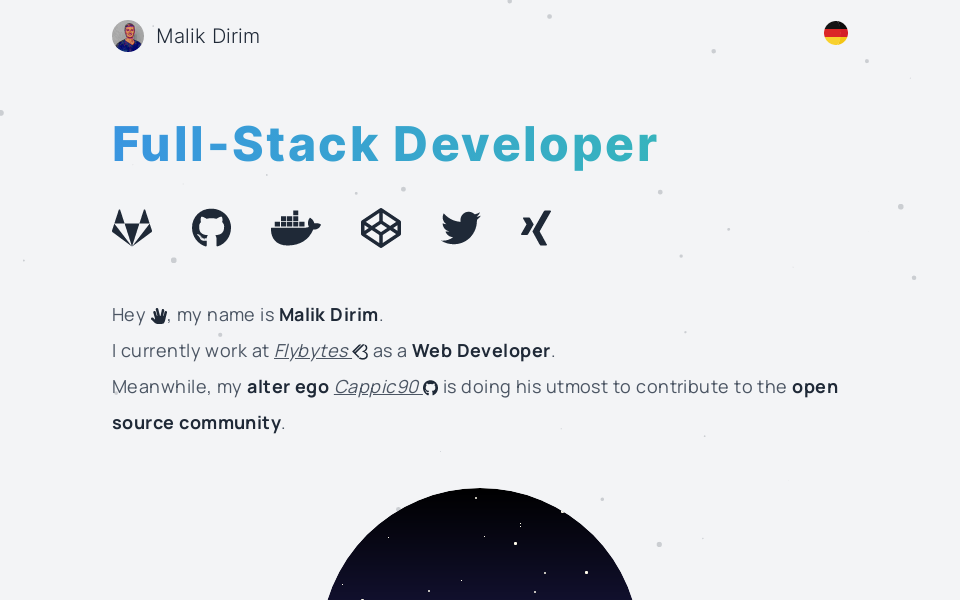 Malik Dirim
Full-Stack Developer
Hey , my name is Malik Dirim.
I currently work at Flybytes as a Web Developer.
Meanwhile, my alter ego Cappic90 is doing his utmost to contribute to the open
source community.